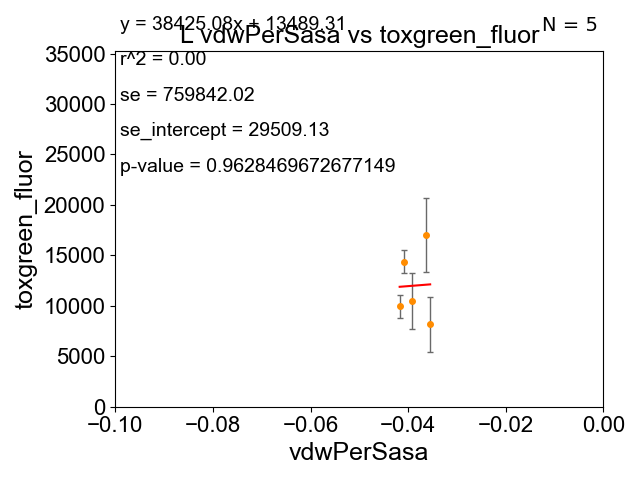 y = 38425.08x + 13489.31
N = 5
L vdwPerSasa vs toxgreen_fluor
r^2 = 0.00
se = 759842.02
se_intercept = 29509.13
p-value = 0.9628469672677149
toxgreen_fluor
35000
30000
25000
20000
15000
10000
5000
0
−0.10 −0.08 −0.06 −0.04 −0.02 0.00
vdwPerSasa